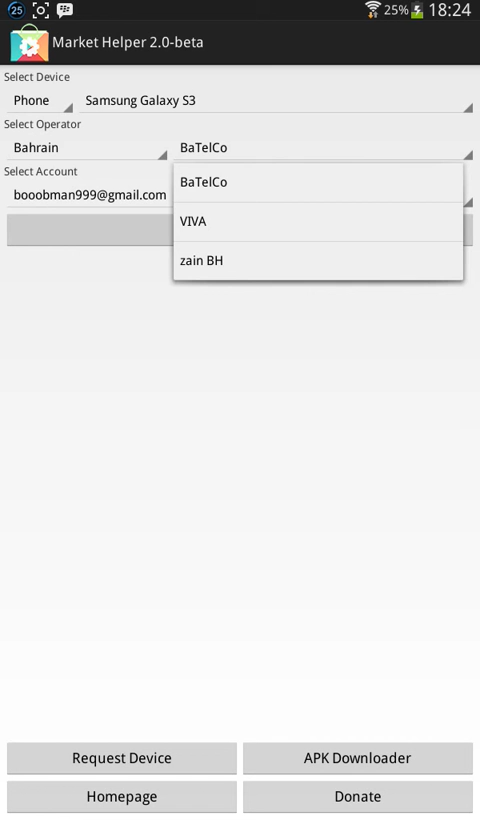 25 25% 18:24
Market Helper 2.0-beta
Select Device
Phone Samsung Galaxy S3
Select Operator
Bahrain BaTelCo
Select Account
booobman999@gmail.com
BaTelCo
VIVA
zain BH
Request Device APK Downloader
Homepage Donate